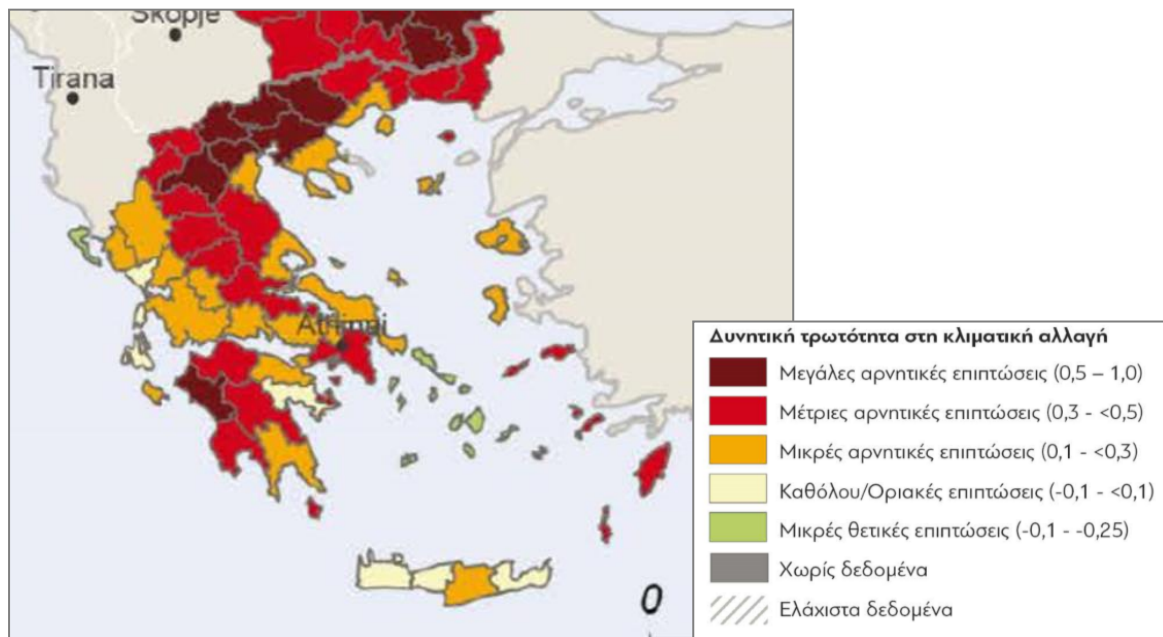 Skopje
Tirana
Athinai
0
Δυνητική τρωτότητα στη κλιματική αλλαγή
Μεγάλες αρνητικές επιπτώσεις (0,5 – 1,0)
Μέτριες αρνητικές επιπτώσεις (0,3 - <0,5)
Μικρές αρνητικές επιπτώσεις (0,1 - <0,3)
Καθόλου/Οριακές επιπτώσεις (-0,1 - <0,1)
Μικρές θετικές επιπτώσεις (-0,1 - -0,25)
Χωρίς δεδομένα
Ελάχιστα δεδομένα